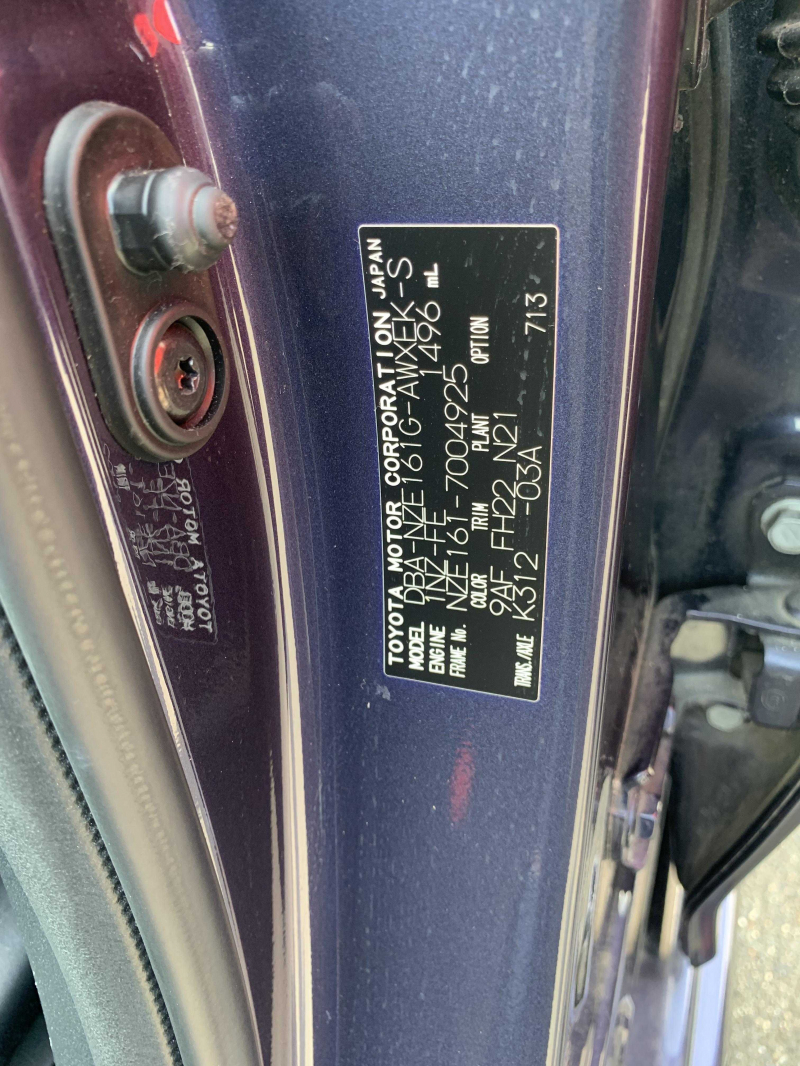 TOYOTA MOTOR CORPORATION JAPAN
MODEL DBA-NZE161G-AWXEK-S
ENGINE 1NZ-FE 1496 mL
FRAME No. NZE161-7004925
COLOR TRIM PLANT OPTION
9AF FH22 N21
TRANS./AXLE K312 -03A 713